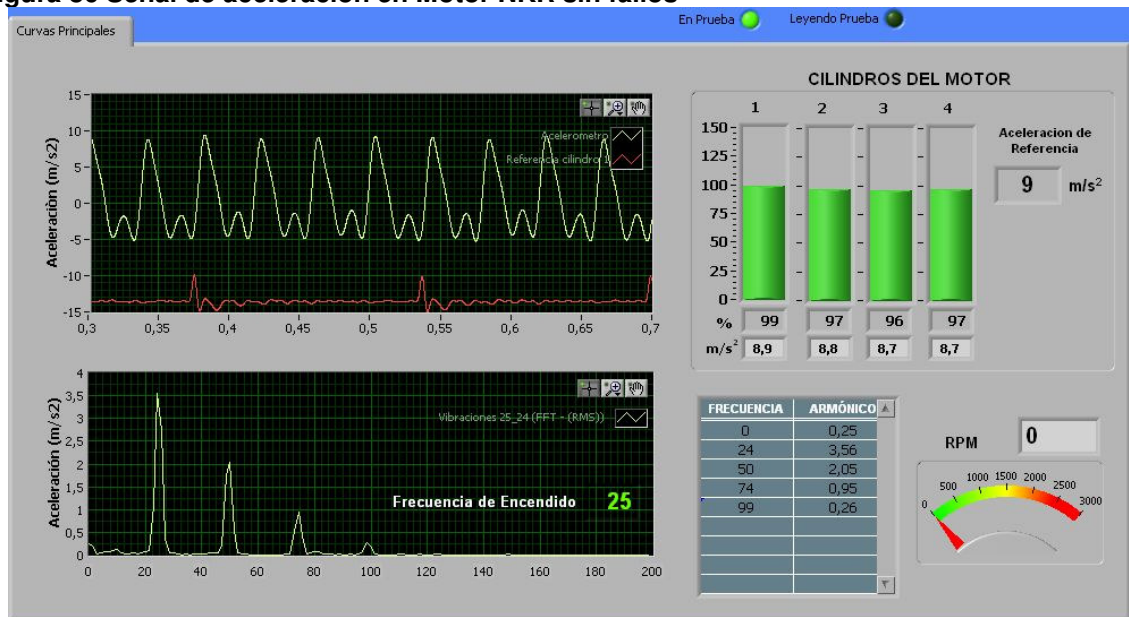 En Prueba Leyendo Prueba
Curvas Principales
15
10
5
0
-5
-10
-15
Aceleración (m/s2)
Acelerometro
Referencia cilindro 1
0,3 0,35 0,4 0,45 0,5 0,55 0,6 0,65 0,7
CILINDROS DEL MOTOR
1 2 3 4
150
125
100
75
50
25
0
% 99 97 96 97
m/s² 8,9 8,8 8,7 8,7
Aceleracion de
Referencia
9 m/s²
4
3,5
3
2,5
2
1,5
1
0,5
0
Aceleración (m/s2)
Vibraciones 25_24 (FFT - (RMS))
Frecuencia de Encendido 25
0 20 40 60 80 100 120 140 160 180 200
FRECUENCIA ARMÓNICO
0 0,25
24 3,56
50 2,05
74 0,95
99 0,26
RPM 0
0 500 1000 1500 2000 2500 3000